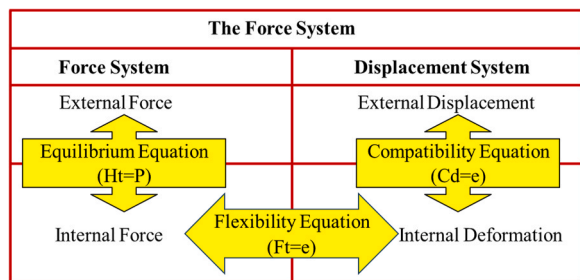 The Force System
Force System
Displacement System
External Force
External Displacement
Equilibrium Equation
(Ht=P)
Compatibility Equation
(Cd=e)
Internal Force
Flexibility Equation
(Ft=e)
Internal Deformation